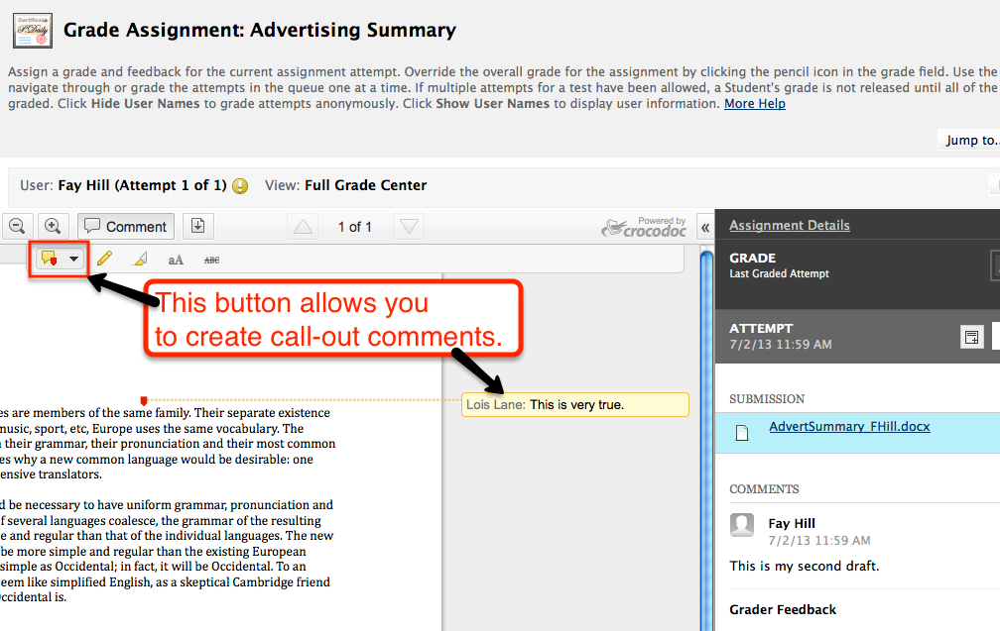 Grade Assignment: Advertising Summary
Assign a grade and feedback for the current assignment attempt. Override the overall grade for the assignment by clicking the pencil icon in the grade field. Use the
navigate through or grade the attempts in the queue one at a time. If multiple attempts for a test have been allowed, a Student's grade is not released until all of the
graded. Click Hide User Names to grade attempts anonymously. Click Show User Names to display user information. More Help
Jump to..
User: Fay Hill (Attempt 1 of 1) View: Full Grade Center
Comment
1 of 1
Powered by
crocodoc
«
aA
ABC
This button allows you
to create call-out comments.
Lois Lane: This is very true.
es are members of the same family. Their separate existence
music, sport, etc, Europe uses the same vocabulary. The
their grammar, their pronunciation and their most common
es why a new common language would be desirable: one
ensive translators.
d be necessary to have uniform grammar, pronunciation and
f several languages coalesce, the grammar of the resulting
e and regular than that of the individual languages. The new
be more simple and regular than the existing European
simple as Occidental; in fact, it will be Occidental. To an
eem like simplified English, as a skeptical Cambridge friend
ccidental is.
Assignment Details
GRADE
Last Graded Attempt
ATTEMPT
7/2/13 11:59 AM
SUBMISSION
AdvertSummary_FHill.docx
COMMENTS
Fay Hill
7/2/13 11:59 AM
This is my second draft.
Grader Feedback